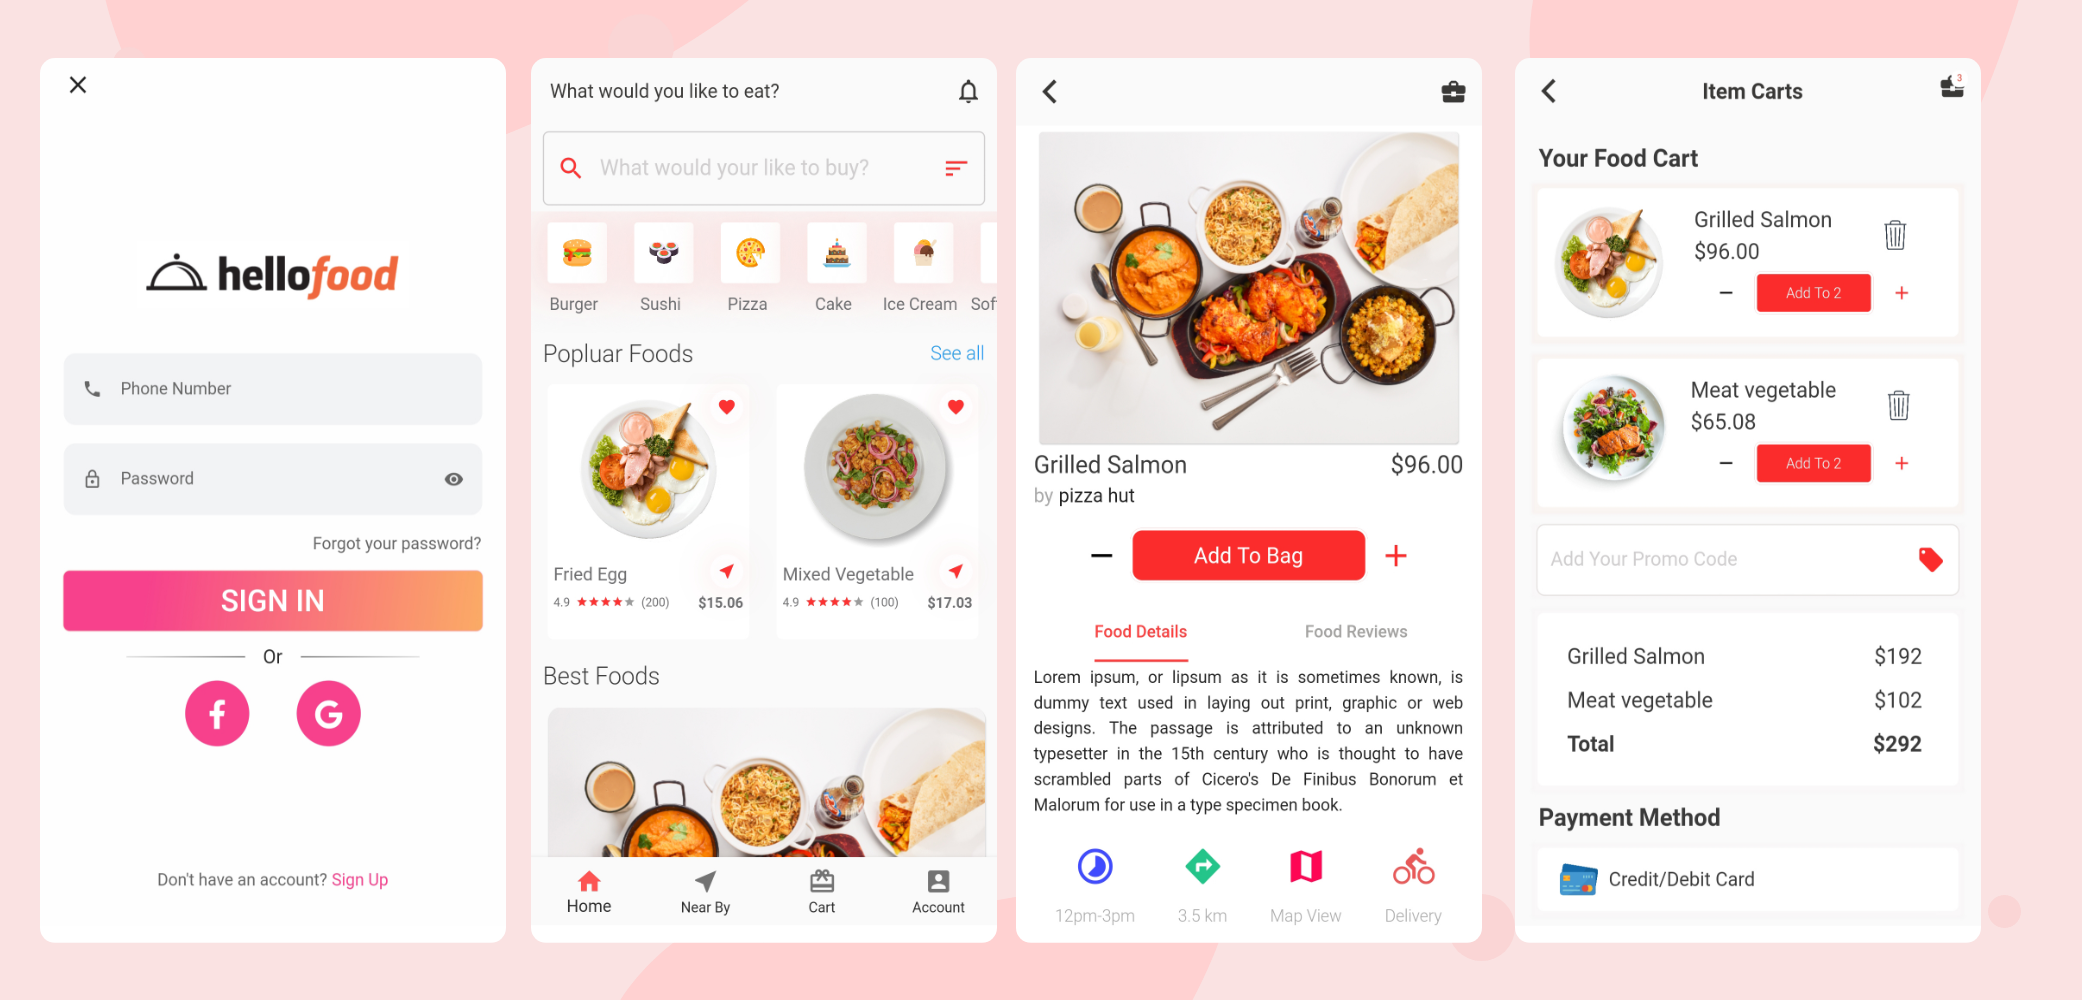 hellofood
Phone Number
Password
Forgot your password?
SIGN IN
Or
f
G
Don't have an account? Sign Up
What would you like to eat?
What would your like to buy?
Burger
Sushi
Pizza
Cake
Ice Cream
Sof
Popluar Foods
See all
Fried Egg
4.9 (200) $15.06
Mixed Vegetable
4.9 (100) $17.03
Best Foods
Home
Near By
Cart
Account
Grilled Salmon $96.00
by pizza hut
Add To Bag
Food Details
Food Reviews
Lorem ipsum, or lipsum as it is sometimes known, is
dummy text used in laying out print, graphic or web
designs. The passage is attributed to an unknown
typesetter in the 15th century who is thought to have
scrambled parts of Cicero's De Finibus Bonorum et
Malorum for use in a type specimen book.
12pm-3pm
3.5 km
Map View
Delivery
Item Carts
3
Your Food Cart
Grilled Salmon
$96.00
Add To 2
Meat vegetable
$65.08
Add To 2
Add Your Promo Code
Grilled Salmon $192
Meat vegetable $102
Total $292
Payment Method
Credit/Debit Card